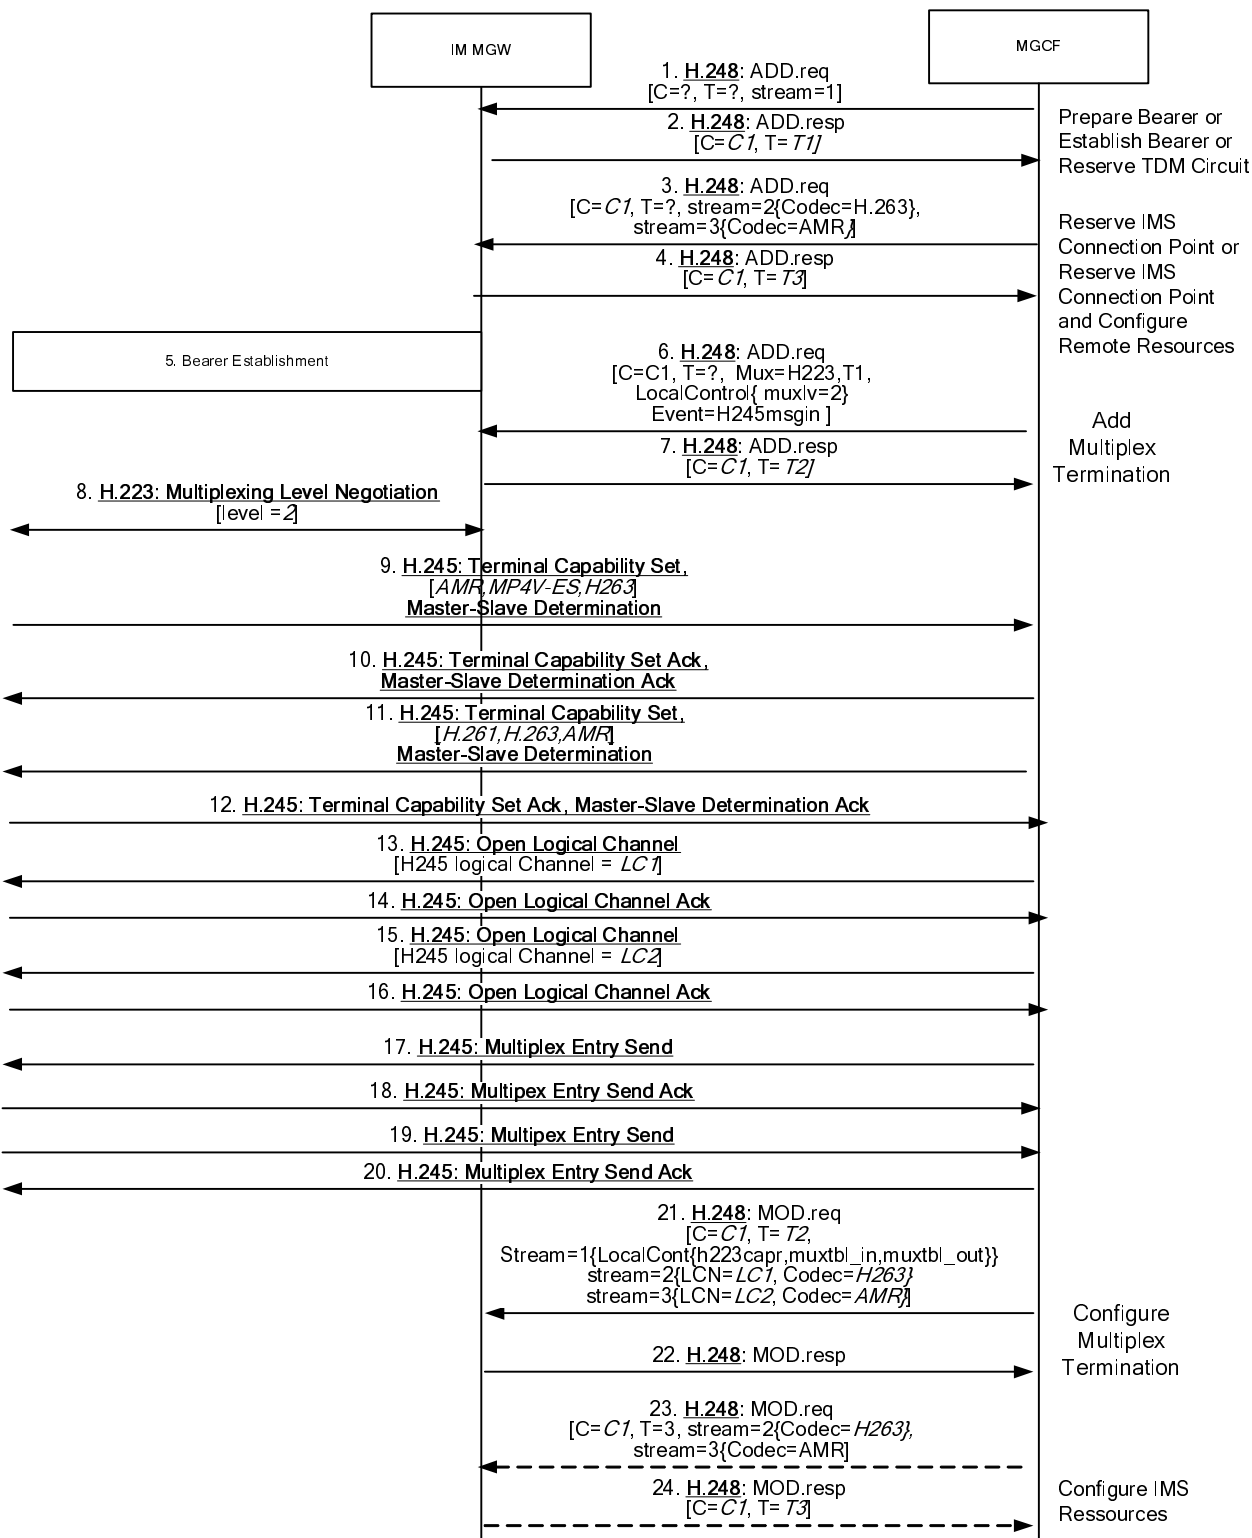 IM MGW
MGCF
1. H.248: ADD.req
[C=?, T=?, stream=1]
2. H.248: ADD.resp
[C=C1, T=T1]
Prepare Bearer or
Establish Bearer or
Reserve TDM Circuit
3. H.248: ADD.req
[C=C1, T=?, stream=2{Codec=H.263},
stream=3{Codec=AMR}]
4. H.248: ADD.resp
[C=C1, T=T3]
Reserve IMS
Connection Point or
Reserve IMS
Connection Point
and Configure
Remote Resources
5. Bearer Establishment
6. H.248: ADD.req
[C=C1, T=?, Mux=H223,T1,
LocalControl{ muxlv=2}
Event=H245msgin ]
7. H.248: ADD.resp
[C=C1, T=T2]
Add
Multiplex
Termination
8. H.223: Multiplexing Level Negotiation
[level =2]
9. H.245: Terminal Capability Set,
[AMR,MP4V-ES,H263]
Master-Slave Determination
10. H.245: Terminal Capability Set Ack,
Master-Slave Determination Ack
11. H.245: Terminal Capability Set,
[H.261,H.263,AMR]
Master-Slave Determination
12. H.245: Terminal Capability Set Ack, Master-Slave Determination Ack
13. H.245: Open Logical Channel
[H245 logical Channel = LC1]
14. H.245: Open Logical Channel Ack
15. H.245: Open Logical Channel
[H245 logical Channel = LC2]
16. H.245: Open Logical Channel Ack
17. H.245: Multiplex Entry Send
18. H.245: Multipex Entry Send Ack
19. H.245: Multipex Entry Send
20. H.245: Multiplex Entry Send Ack
21. H.248: MOD.req
[C=C1, T=T2,
Stream=1{LocalCont{h223capr,muxtbl_in,muxtbl_out}}
stream=2{LCN=LC1, Codec=H263}
stream=3{LCN=LC2, Codec=AMR}]
22. H.248: MOD.resp
Configure
Multiplex
Termination
23. H.248: MOD.req
[C=C1, T=3, stream=2{Codec=H263},
stream=3{Codec=AMR]
24. H.248: MOD.resp
[C=C1, T=T3]
Configure IMS
Ressources